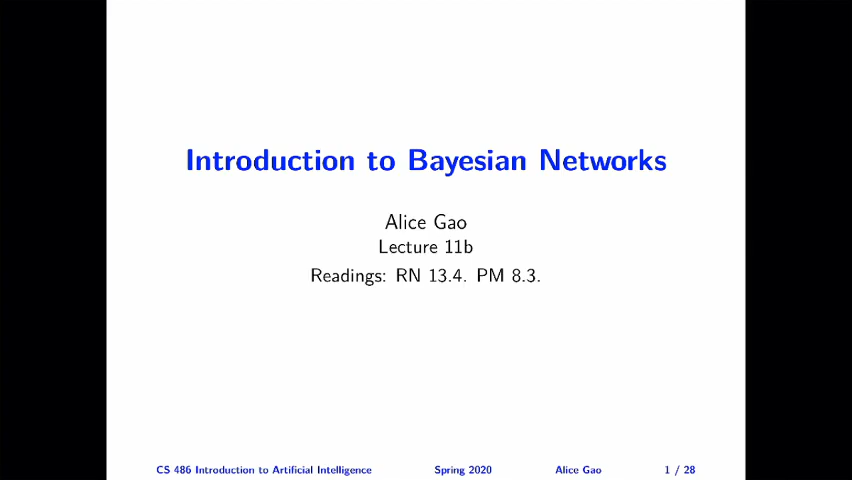 Introduction to Bayesian Networks
Alice Gao
Lecture 11b
Readings: RN 13.4. PM 8.3.
CS 486 Introduction to Artificial Intelligence Spring 2020 Alice Gao 1 / 28